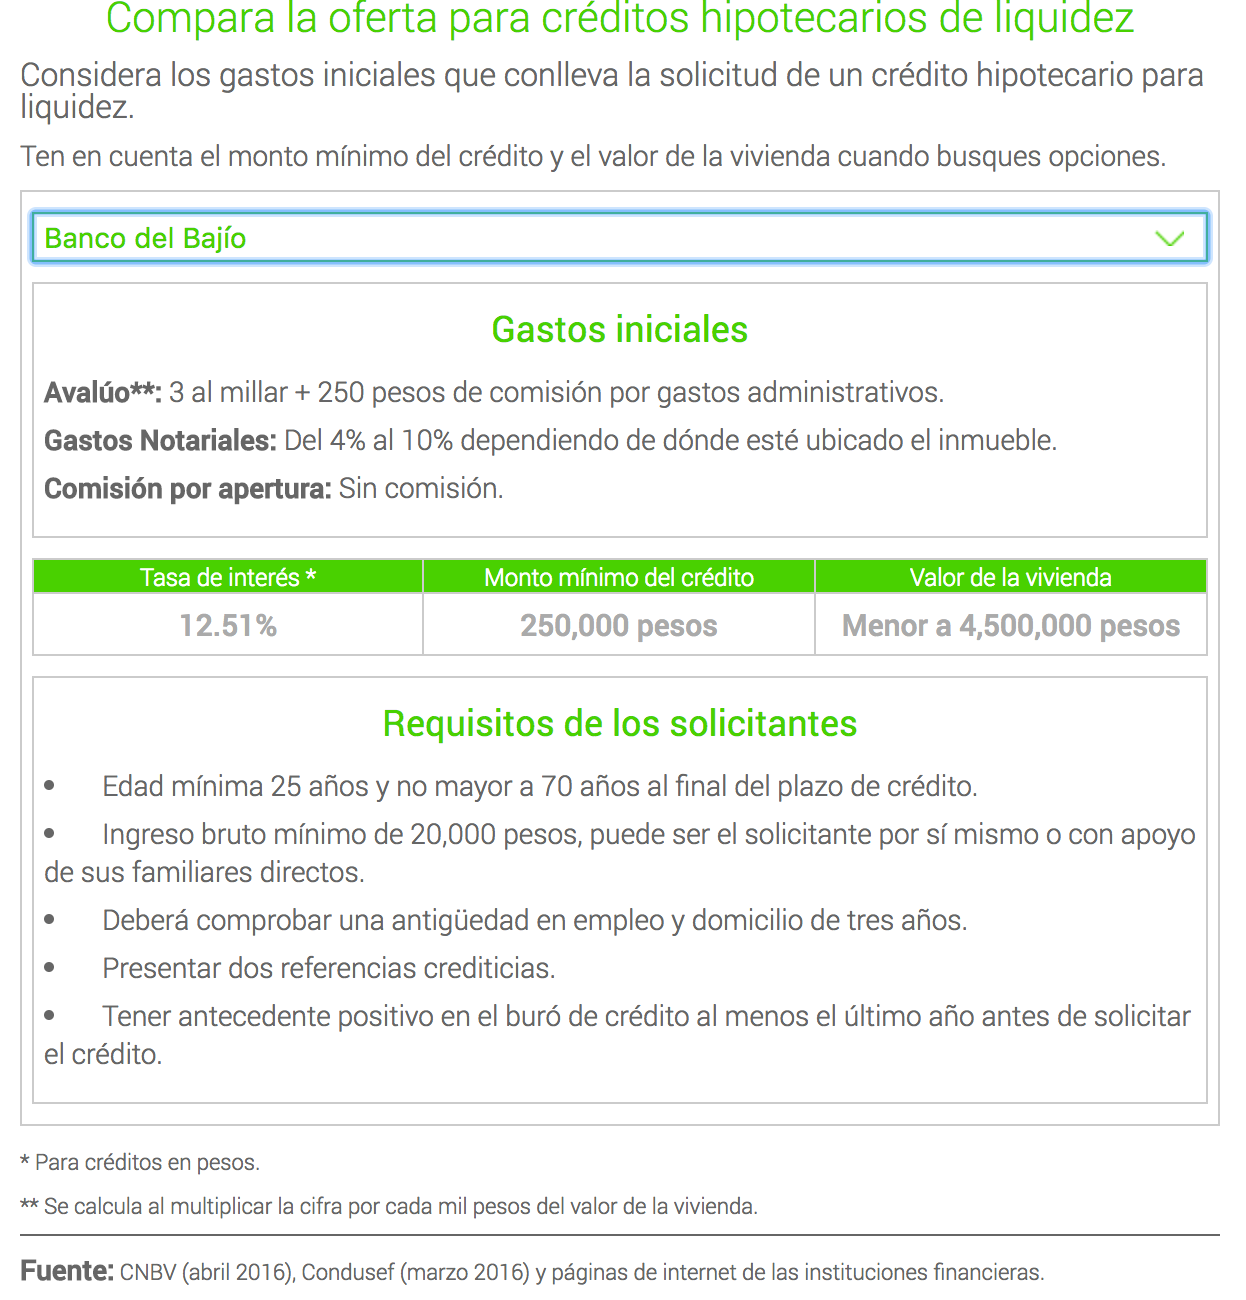 Compara la oferta para créditos hipotecarios de liquidez
Considera los gastos iniciales que conlleva la solicitud de un crédito hipotecario para
liquidez.
Ten en cuenta el monto mínimo del crédito y el valor de la vivienda cuando busques opciones.
Banco del Bajío
Gastos iniciales
Avalúo**: 3 al millar + 250 pesos de comisión por gastos administrativos.
Gastos Notariales: Del 4% al 10% dependiendo de dónde esté ubicado el inmueble.
Comisión por apertura: Sin comisión.
Tasa de interés * Monto mínimo del crédito Valor de la vivienda
12.51% 250,000 pesos Menor a 4,500,000 pesos
Requisitos de los solicitantes
• Edad mínima 25 años y no mayor a 70 años al final del plazo de crédito.
• Ingreso bruto mínimo de 20,000 pesos, puede ser el solicitante por sí mismo o con apoyo
de sus familiares directos.
• Deberá comprobar una antigüedad en empleo y domicilio de tres años.
• Presentar dos referencias crediticias.
• Tener antecedente positivo en el buró de crédito al menos el último año antes de solicitar
el crédito.
* Para créditos en pesos.
** Se calcula al multiplicar la cifra por cada mil pesos del valor de la vivienda.
Fuente: CNBV (abril 2016), Condusef (marzo 2016) y páginas de internet de las instituciones financieras.